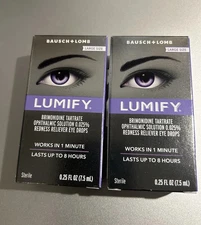 BAUSCH + LOMB
LARGE SIZE
LUMIFY
BRIMONIDINE TARTRATE
OPHTHALMIC SOLUTION 0.025%
REDNESS RELIEVER EYE DROPS
WORKS IN 1 MINUTE
LASTS UP TO 8 HOURS
Sterile
0.25 FL OZ (7.5 mL)
BAUSCH + LOMB
LARGE SIZE
LUMIFY
BRIMONIDINE TARTRATE
OPHTHALMIC SOLUTION 0.025%
REDNESS RELIEVER EYE DROPS
WORKS IN 1 MINUTE
LASTS UP TO 8 HOURS
Sterile
0.25 FL OZ (7.5 mL)